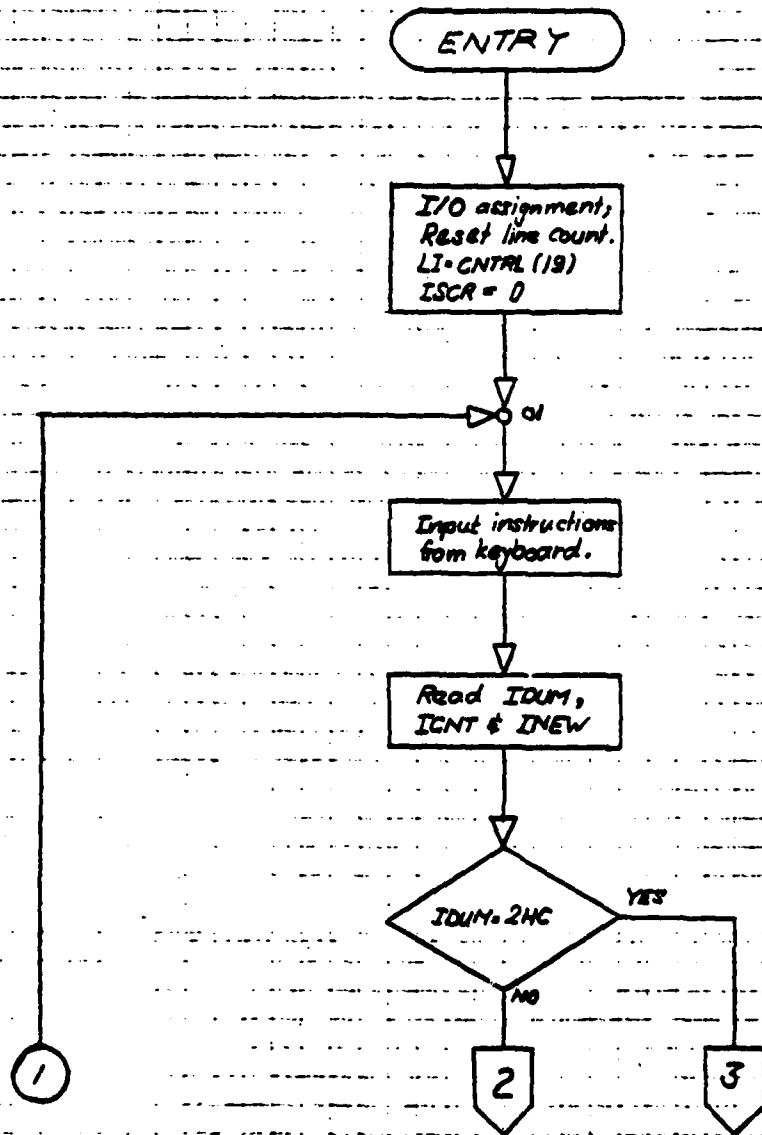 ENTRY
I/O assignment;
Reset line count.
LI=CNTRL(19)
ISCR = 0
01
Input instructions
from keyboard.
Read IDUM,
ICNT & INEW
IDUM=2HC
YES
NO
1
2
3